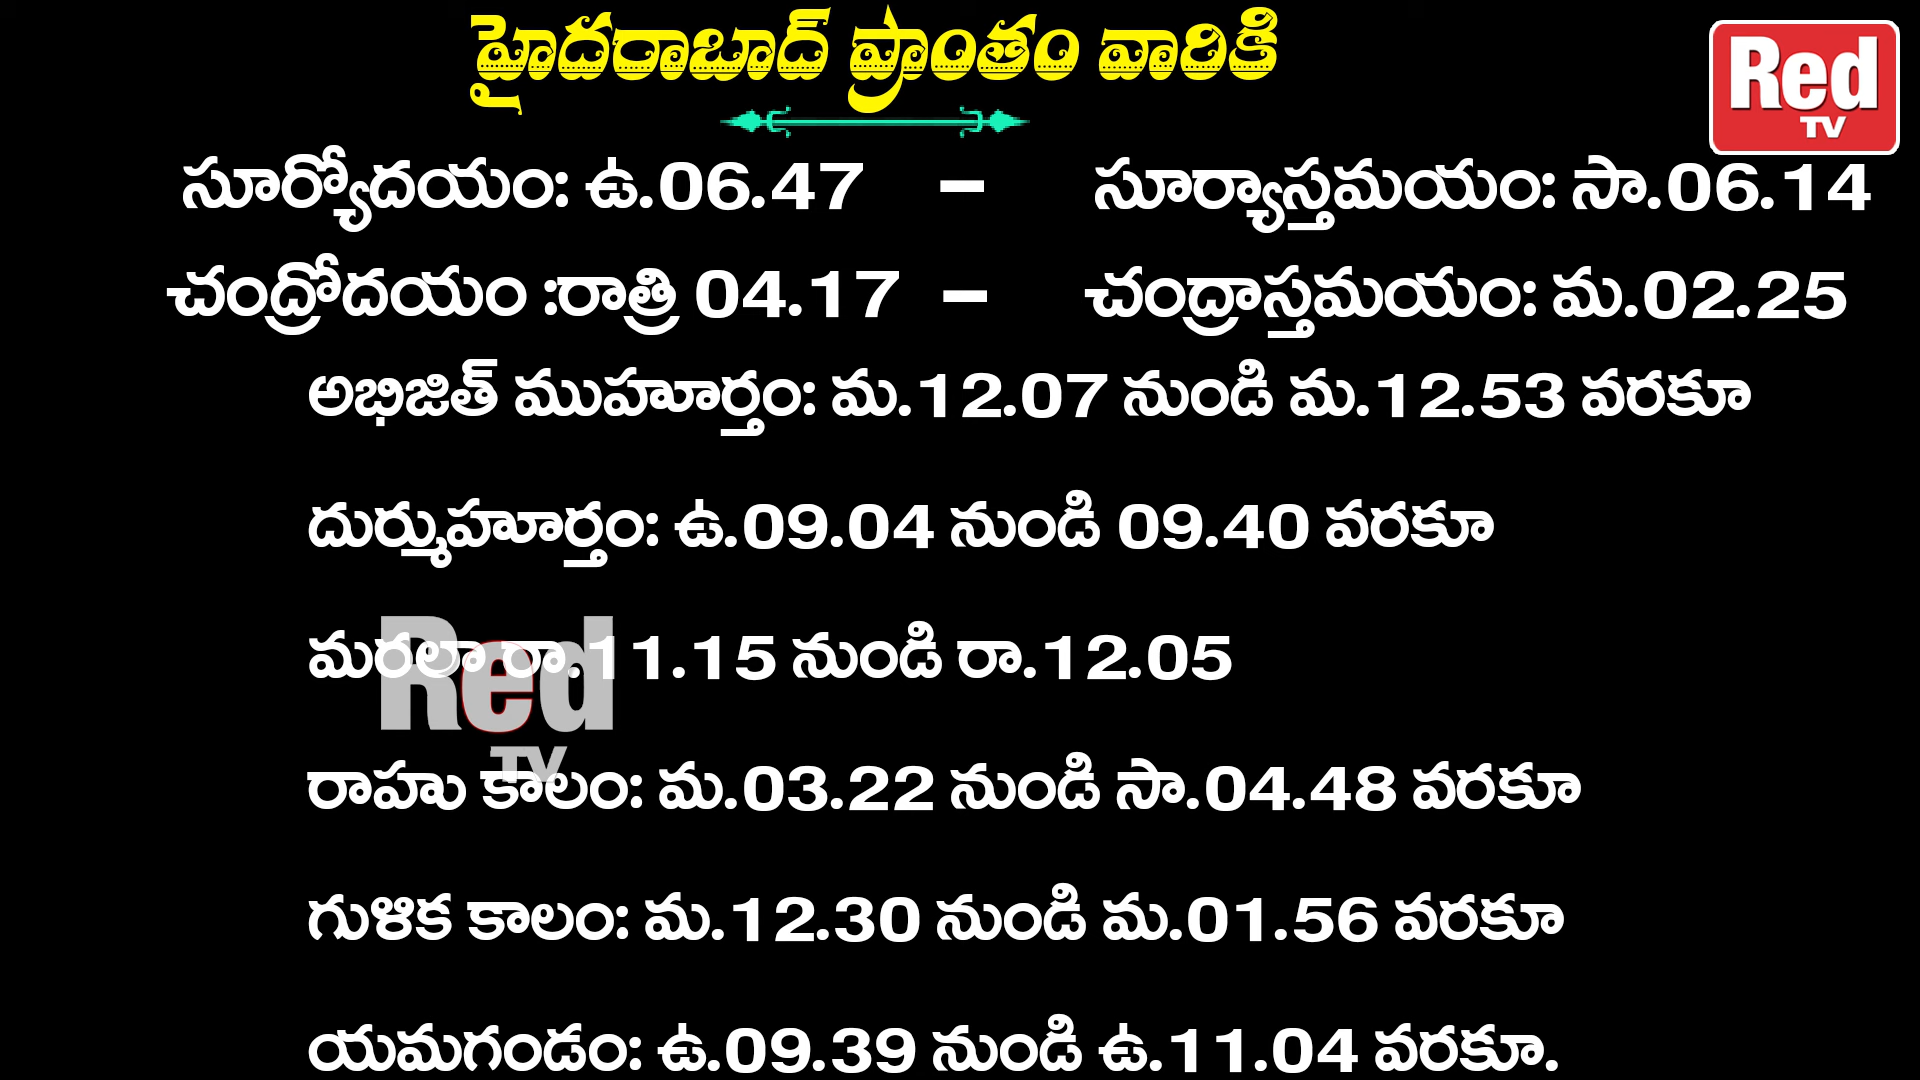 హైదరాబాద్ ప్రాంతం వారికి
Red
TV
సూర్యోదయం: ఉ.06.47 – సూర్యాస్తమయం: సా.06.14
చంద్రోదయం :రాత్రి 04.17 – చంద్రాస్తమయం: మ.02.25
అభిజిత్ ముహూర్తం: మ.12.07 నుండి మ.12.53 వరకూ
దుర్ముహూర్తం: ఉ.09.04 నుండి 09.40 వరకూ
మరలా రా.11.15 నుండి రా.12.05
Red
TV
రాహు కాలం: మ.03.22 నుండి సా.04.48 వరకూ
గుళిక కాలం: మ.12.30 నుండి మ.01.56 వరకూ
యమగండం: ఉ.09.39 నుండి ఉ.11.04 వరకూ.